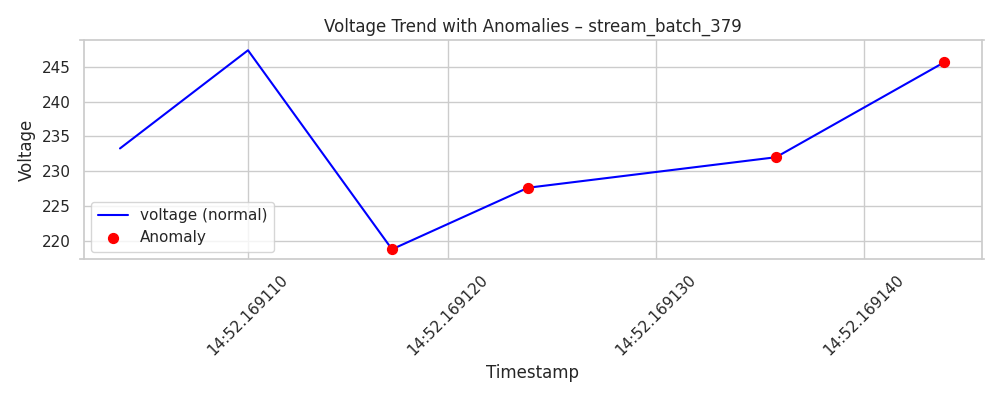 Voltage Trend with Anomalies – stream_batch_379
Voltage
245
240
235
230
225
220
voltage (normal)
Anomaly
14:52.169110
14:52.169120
14:52.169130
14:52.169140
Timestamp